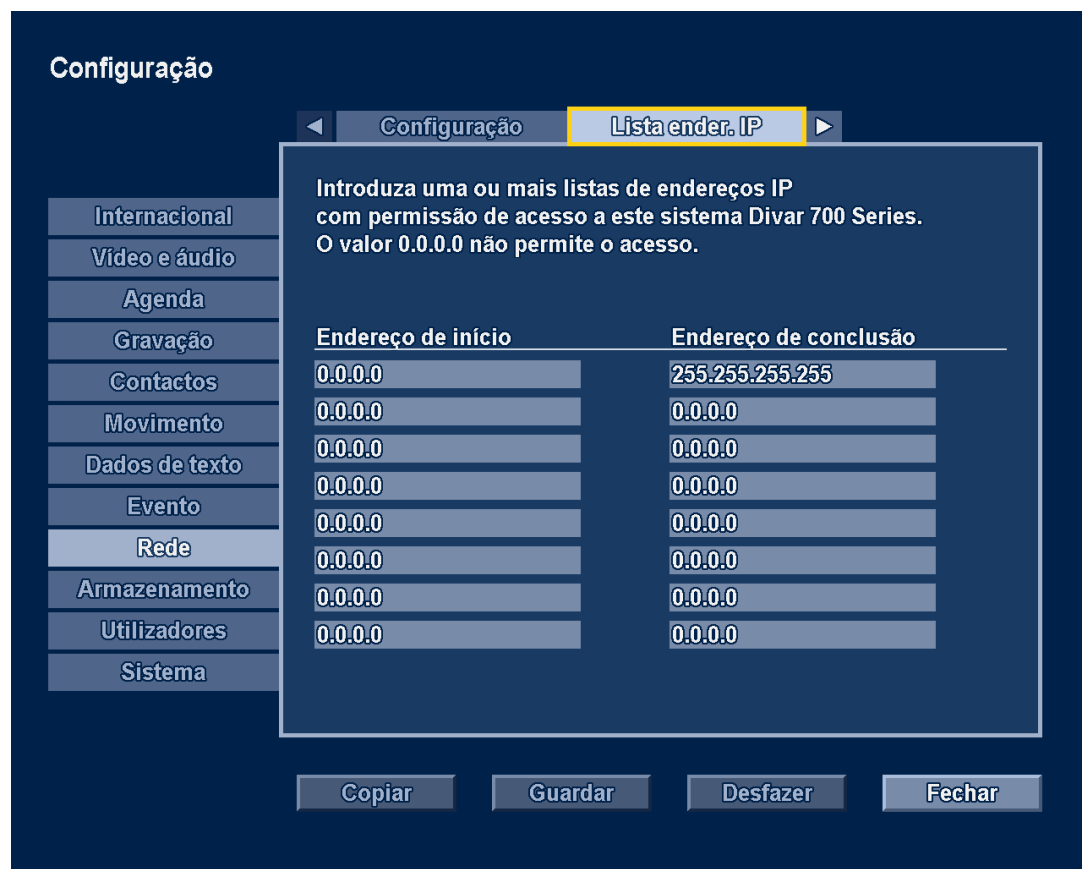 Configuração
Configuração Lista ender. IP
Introduza uma ou mais listas de endereços IP
com permissão de acesso a este sistema Divar 700 Series.
O valor 0.0.0.0 não permite o acesso.
Internacional
Vídeo e áudio
Agenda
Gravação
Contactos
Movimento
Dados de texto
Evento
Rede
Armazenamento
Utilizadores
Sistema
Endereço de início Endereço de conclusão
0.0.0.0 255.255.255.255
0.0.0.0 0.0.0.0
0.0.0.0 0.0.0.0
0.0.0.0 0.0.0.0
0.0.0.0 0.0.0.0
0.0.0.0 0.0.0.0
0.0.0.0 0.0.0.0
0.0.0.0 0.0.0.0
Copiar Guardar Desfazer Fechar